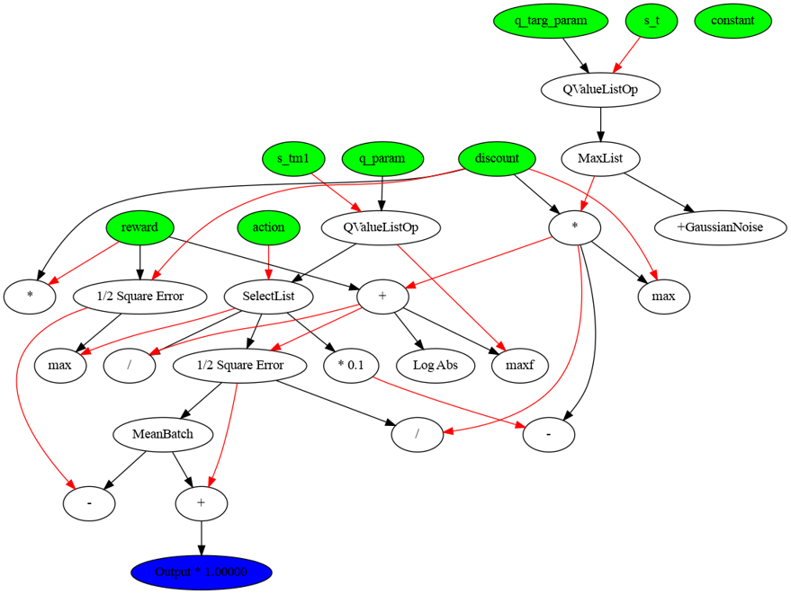 q_targ_param s_t constant
QValueListOp
s_tm1 q_param discount MaxList
reward action QValueListOp * +GaussianNoise
* 1/2 Square Error SelectList + max
max / 1/2 Square Error * 0.1 Log Abs maxf
MeanBatch / -
- +
Output * 1.00000